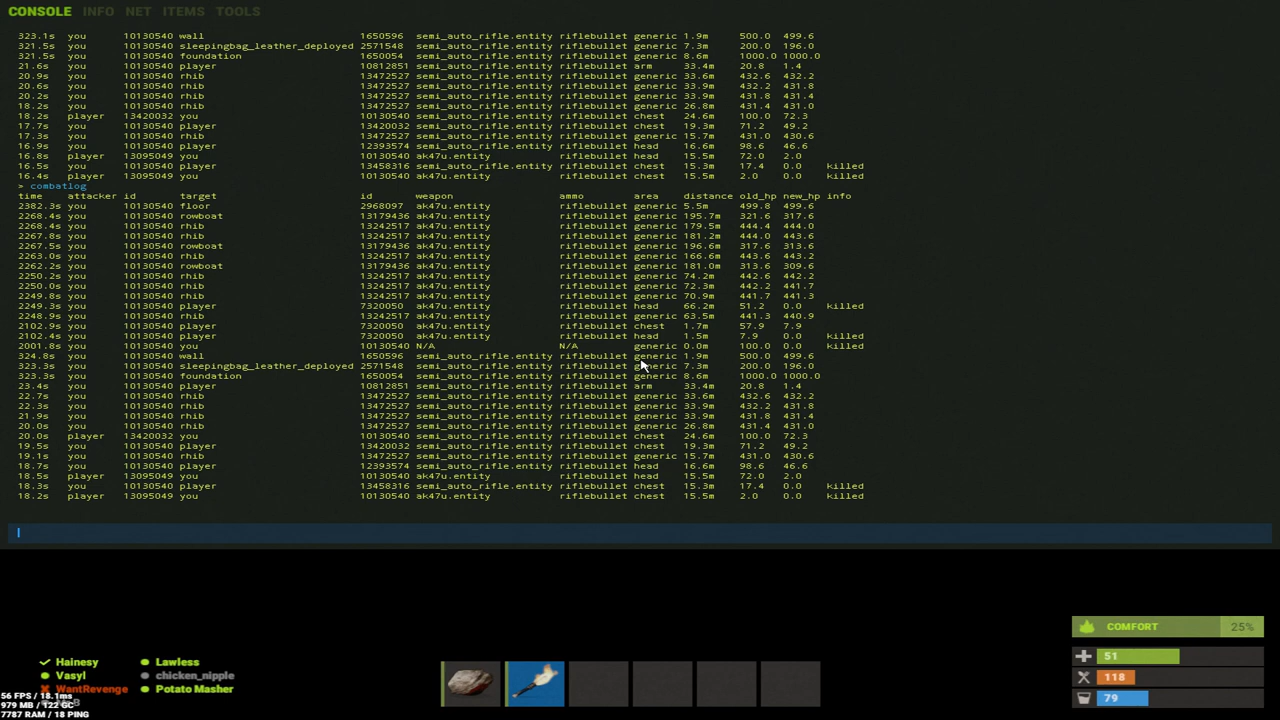 CONSOLE INFO NET ITEMS TOOLS
323.1s you 10130540 wall 1650596 semi_auto_rifle.entity riflebullet generic 1.9m 500.0 499.6
321.5s you 10130540 sleepingbag_leather_deployed 2571548 semi_auto_rifle.entity riflebullet generic 7.3m 200.0 196.0
321.5s you 10130540 foundation 1650054 semi_auto_rifle.entity riflebullet generic 8.6m 1000.0 1000.0
21.6s you 10130540 player 10812851 semi_auto_rifle.entity riflebullet arm 33.4m 20.8 1.4
20.9s you 10130540 rhib 13472527 semi_auto_rifle.entity riflebullet generic 33.6m 432.6 432.2
20.6s you 10130540 rhib 13472527 semi_auto_rifle.entity riflebullet generic 33.9m 432.2 431.8
20.2s you 10130540 rhib 13472527 semi_auto_rifle.entity riflebullet generic 33.9m 431.8 431.4
18.2s you 10130540 rhib 13472527 semi_auto_rifle.entity riflebullet generic 26.8m 431.4 431.0
18.2s player 13420032 you 10130540 semi_auto_rifle.entity riflebullet chest 24.6m 100.0 72.3
17.7s you 10130540 player 13420032 semi_auto_rifle.entity riflebullet chest 19.3m 71.2 49.2
17.3s you 10130540 rhib 13472527 semi_auto_rifle.entity riflebullet generic 15.7m 431.0 430.6
16.9s you 10130540 player 12393574 semi_auto_rifle.entity riflebullet head 16.6m 98.6 46.6
16.8s player 13095049 you 10130540 ak47u.entity riflebullet head 15.5m 72.0 2.0
16.5s you 10130540 player 13458316 semi_auto_rifle.entity riflebullet chest 15.3m 17.4 0.0 killed
16.4s player 13095049 you 10130540 ak47u.entity riflebullet chest 15.5m 2.0 0.0 killed
> combatlog
time attacker id target id weapon ammo area distance old_hp new_hp info
2382.3s you 10130540 floor 2968097 ak47u.entity riflebullet generic 5.5m 499.8 499.6
2268.4s you 10130540 rowboat 13179436 ak47u.entity riflebullet generic 195.7m 321.6 317.6
2268.4s you 10130540 rhib 13242517 ak47u.entity riflebullet generic 179.5m 444.4 444.0
2267.8s you 10130540 rhib 13242517 ak47u.entity riflebullet generic 181.2m 444.0 443.6
2267.5s you 10130540 rowboat 13179436 ak47u.entity riflebullet generic 196.6m 317.6 313.6
2263.0s you 10130540 rhib 13242517 ak47u.entity riflebullet generic 166.6m 443.6 443.2
2262.2s you 10130540 rowboat 13179436 ak47u.entity riflebullet generic 181.0m 313.6 309.6
2250.2s you 10130540 rhib 13242517 ak47u.entity riflebullet generic 74.2m 442.6 442.2
2250.0s you 10130540 rhib 13242517 ak47u.entity riflebullet generic 72.3m 442.2 441.7
2249.8s you 10130540 rhib 13242517 ak47u.entity riflebullet generic 70.9m 441.7 441.3
2249.3s you 10130540 player 7320050 ak47u.entity riflebullet head 66.2m 51.2 0.0 killed
2248.9s you 10130540 rhib 13242517 ak47u.entity riflebullet generic 63.5m 441.3 440.9
2102.9s you 10130540 player 7320050 ak47u.entity riflebullet chest 1.7m 57.9 7.9
2102.4s you 10130540 player 7320050 ak47u.entity riflebullet head 1.5m 7.9 0.0 killed
2001.8s you 10130540 you 10130540 N/A N/A generic 0.0m 100.0 0.0 killed
324.8s you 10130540 wall 1650596 semi_auto_rifle.entity riflebullet generic 1.9m 500.0 499.6
323.3s you 10130540 sleepingbag_leather_deployed 2571548 semi_auto_rifle.entity riflebullet generic 7.3m 200.0 196.0
323.3s you 10130540 foundation 1650054 semi_auto_rifle.entity riflebullet generic 8.6m 1000.0 1000.0
23.4s you 10130540 player 10812851 semi_auto_rifle.entity riflebullet arm 33.4m 20.8 1.4
22.7s you 10130540 rhib 13472527 semi_auto_rifle.entity riflebullet generic 33.6m 432.6 432.2
22.3s you 10130540 rhib 13472527 semi_auto_rifle.entity riflebullet generic 33.9m 432.2 431.8
21.9s you 10130540 rhib 13472527 semi_auto_rifle.entity riflebullet generic 33.9m 431.8 431.4
20.0s you 10130540 rhib 13472527 semi_auto_rifle.entity riflebullet generic 26.8m 431.4 431.0
20.0s player 13420032 you 10130540 semi_auto_rifle.entity riflebullet chest 24.6m 100.0 72.3
19.5s you 10130540 player 13420032 semi_auto_rifle.entity riflebullet chest 19.3m 71.2 49.2
19.1s you 10130540 rhib 13472527 semi_auto_rifle.entity riflebullet generic 15.7m 431.0 430.6
18.7s you 10130540 player 12393574 semi_auto_rifle.entity riflebullet head 16.6m 98.6 46.6
18.5s player 13095049 you 10130540 ak47u.entity riflebullet head 15.5m 72.0 2.0
18.3s you 10130540 player 13458316 semi_auto_rifle.entity riflebullet chest 15.3m 17.4 0.0 killed
18.2s player 13095049 you 10130540 ak47u.entity riflebullet chest 15.5m 2.0 0.0 killed
COMFORT 25%
51
118
79
Hainesy Lawless
Vasyl chicken_nipple
WantRevenge Potato Masher
56 FPS / 18.1ms
979 MB / 122 GC
7787 RAM / 18 PING